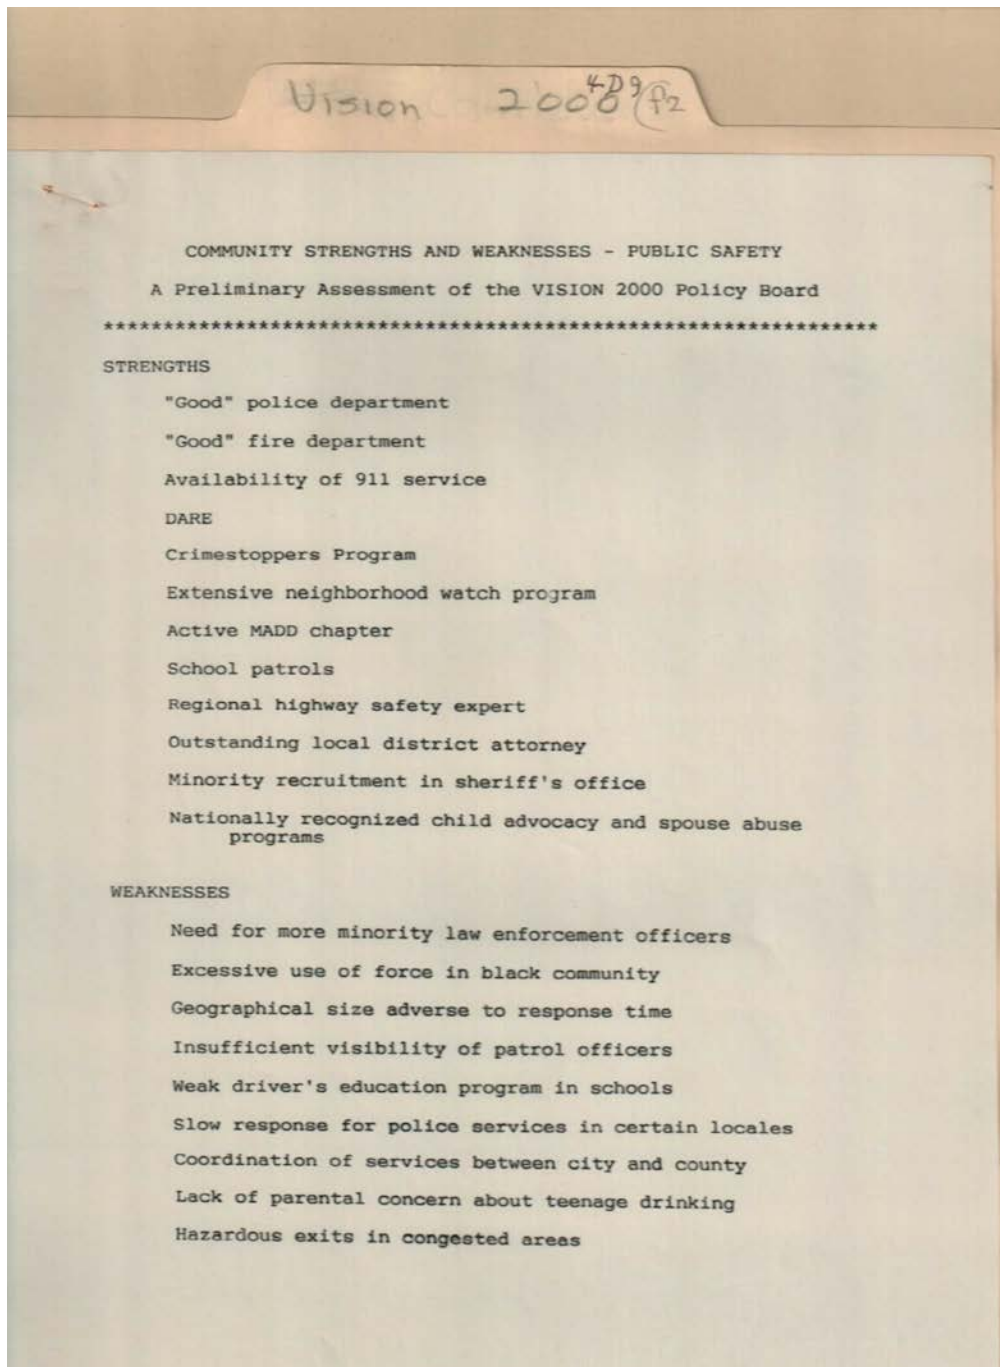 Vision 2000
4D9
f2
COMMUNITY STRENGTHS AND WEAKNESSES - PUBLIC SAFETY
A Preliminary Assessment of the VISION 2000 Policy Board
*****************************************************************
STRENGTHS
"Good" police department
"Good" fire department
Availability of 911 service
DARE
Crimestoppers Program
Extensive neighborhood watch program
Active MADD chapter
School patrols
Regional highway safety expert
Outstanding local district attorney
Minority recruitment in sheriff's office
Nationally recognized child advocacy and spouse abuse
programs
WEAKNESSES
Need for more minority law enforcement officers
Excessive use of force in black community
Geographical size adverse to response time
Insufficient visibility of patrol officers
Weak driver's education program in schools
Slow response for police services in certain locales
Coordination of services between city and county
Lack of parental concern about teenage drinking
Hazardous exits in congested areas